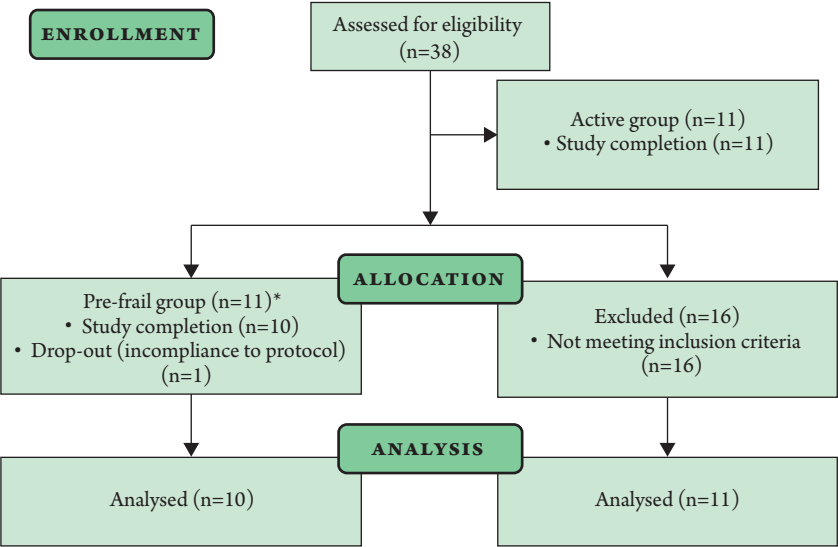 ENROLLMENT
Assessed for eligibility
(n=38)
Active group (n=11)
• Study completion (n=11)
ALLOCATION
Pre-frail group (n=11)*
• Study completion (n=10)
• Drop-out (incompliance to protocol)
(n=1)
Excluded (n=16)
• Not meeting inclusion criteria
(n=16)
ANALYSIS
Analysed (n=10)
Analysed (n=11)